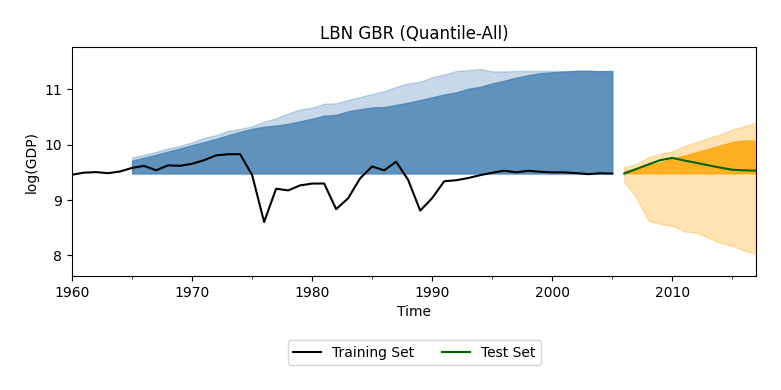 LBN GBR (Quantile-All)
log(GDP)
11
10
9
8
1960
1970
1980
1990
2000
2010
Time
Training Set
Test Set